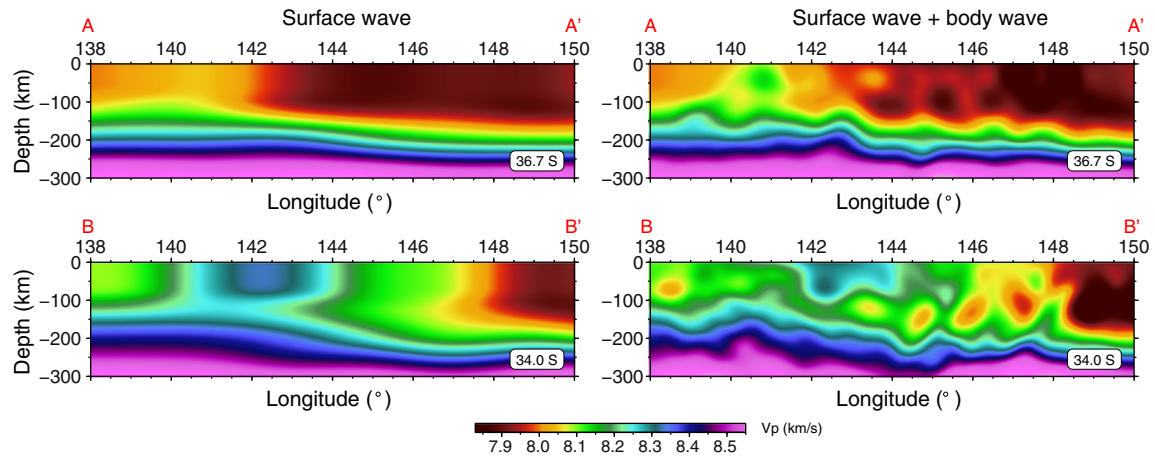 Surface wave
Surface wave + body wave
A A' A A'
138 140 142 144 146 148 150 138 140 142 144 146 148 150
Depth (km)
0
−100
−200
−300
36.7 S
0
−100
−200
−300
36.7 S
Longitude (°) Longitude (°)
B B' B B'
138 140 142 144 146 148 150 138 140 142 144 146 148 150
Depth (km)
0
−100
−200
−300
34.0 S
0
−100
−200
−300
34.0 S
Longitude (°) Longitude (°)
Vp (km/s)
7.9 8.0 8.1 8.2 8.3 8.4 8.5